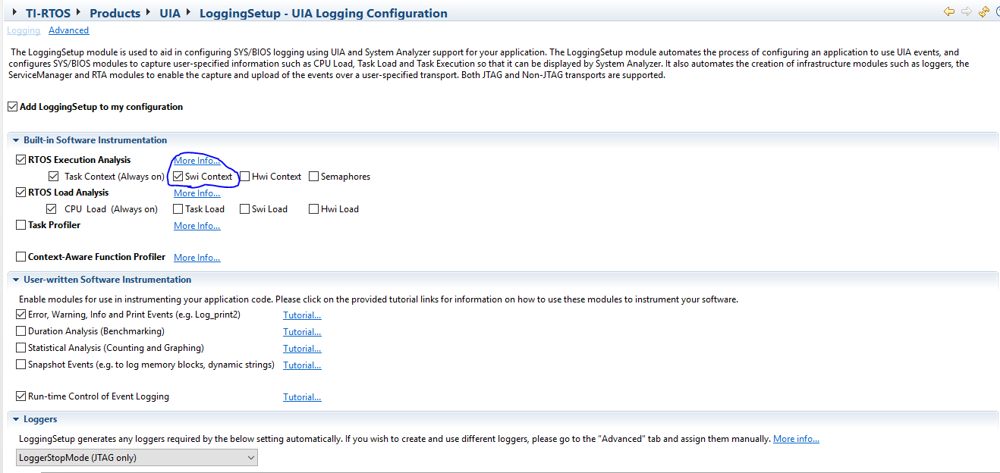 TI-RTOS Products UIA LoggingSetup - UIA Logging Configuration
Logging Advanced
The LoggingSetup module is used to aid in configuring SYS/BIOS logging using UIA and System Analyzer support for your application. The LoggingSetup module automates the process of configuring an application to use UIA events, and
configures SYS/BIOS modules to capture user-specified information such as CPU Load, Task Load and Task Execution so that it can be displayed by System Analyzer. It also automates the creation of infrastructure modules such as loggers, the
ServiceManager and RTA modules to enable the capture and upload of the events over a user-specified transport. Both JTAG and Non-JTAG transports are supported.
Add LoggingSetup to my configuration
Built-in Software Instrumentation
RTOS Execution Analysis More Info...
Task Context (Always on) Swi Context Hwi Context Semaphores
RTOS Load Analysis More Info...
CPU Load (Always on) Task Load Swi Load Hwi Load
Task Profiler More Info...
Context-Aware Function Profiler More Info...
User-written Software Instrumentation
Enable modules for use in instrumenting your application code. Please click on the provided tutorial links for information on how to use these modules to instrument your software.
Error, Warning, Info and Print Events (e.g. Log_print2) Tutorial...
Duration Analysis (Benchmarking) Tutorial...
Statistical Analysis (Counting and Graphing) Tutorial...
Snapshot Events (e.g. to log memory blocks, dynamic strings) Tutorial...
Run-time Control of Event Logging Tutorial...
Loggers
LoggingSetup generates any loggers required by the below setting automatically. If you wish to create and use different loggers, please go to the "Advanced" tab and assign them manually. More info...
LoggerStopMode (JTAG only)